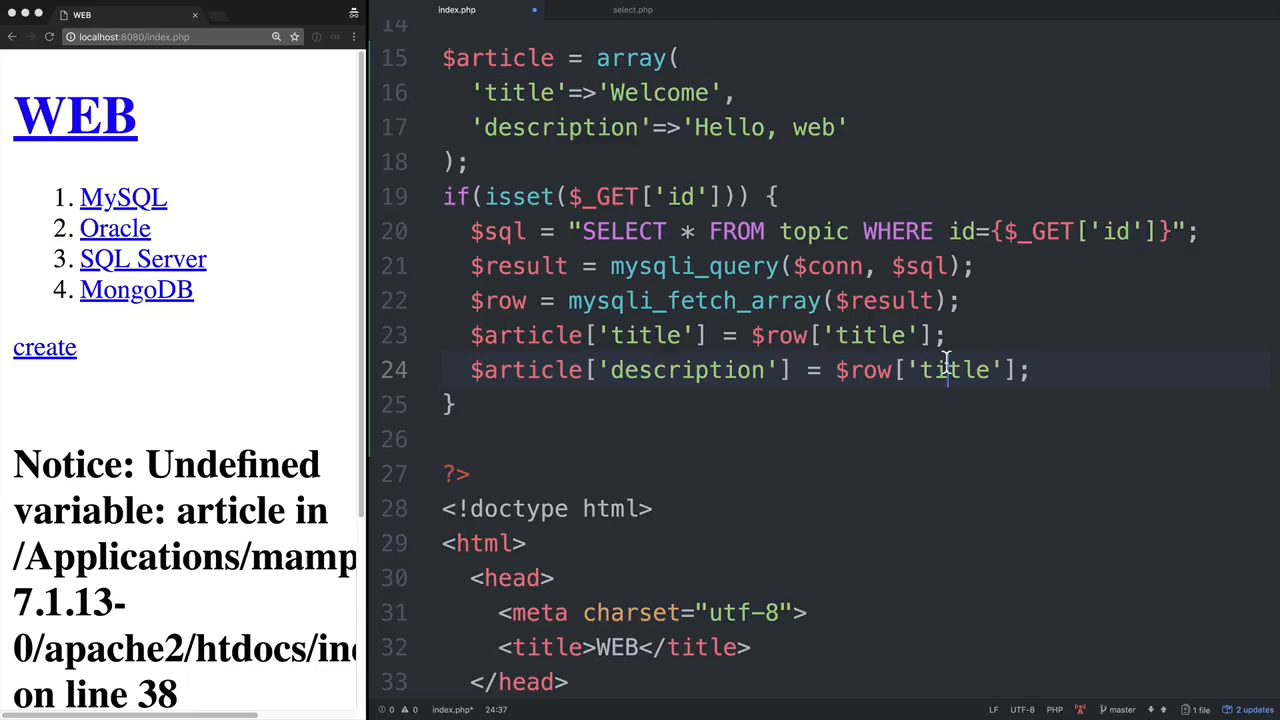 WEB
localhost:8080/index.php
WEB
1. MySQL
2. Oracle
3. SQL Server
4. MongoDB
create
Notice: Undefined
variable: article in
/Applications/mamp
7.1.13-
0/apache2/htdocs/in
on line 38
index.php
select.php
14
15 $article = array(
16 'title'=>'Welcome',
17 'description'=>'Hello, web'
18 );
19 if(isset($_GET['id'])) {
20 $sql = "SELECT * FROM topic WHERE id={$_GET['id']}";
21 $result = mysqli_query($conn, $sql);
22 $row = mysqli_fetch_array($result);
23 $article['title'] = $row['title'];
24 $article['description'] = $row['title'];
25 }
26
27 ?>
28 <!doctype html>
29 <html>
30 <head>
31 <meta charset="utf-8">
32 <title>WEB</title>
33 </head>
0 0 index.php* 24:37
LF UTF-8 PHP master 1 file 2 updates